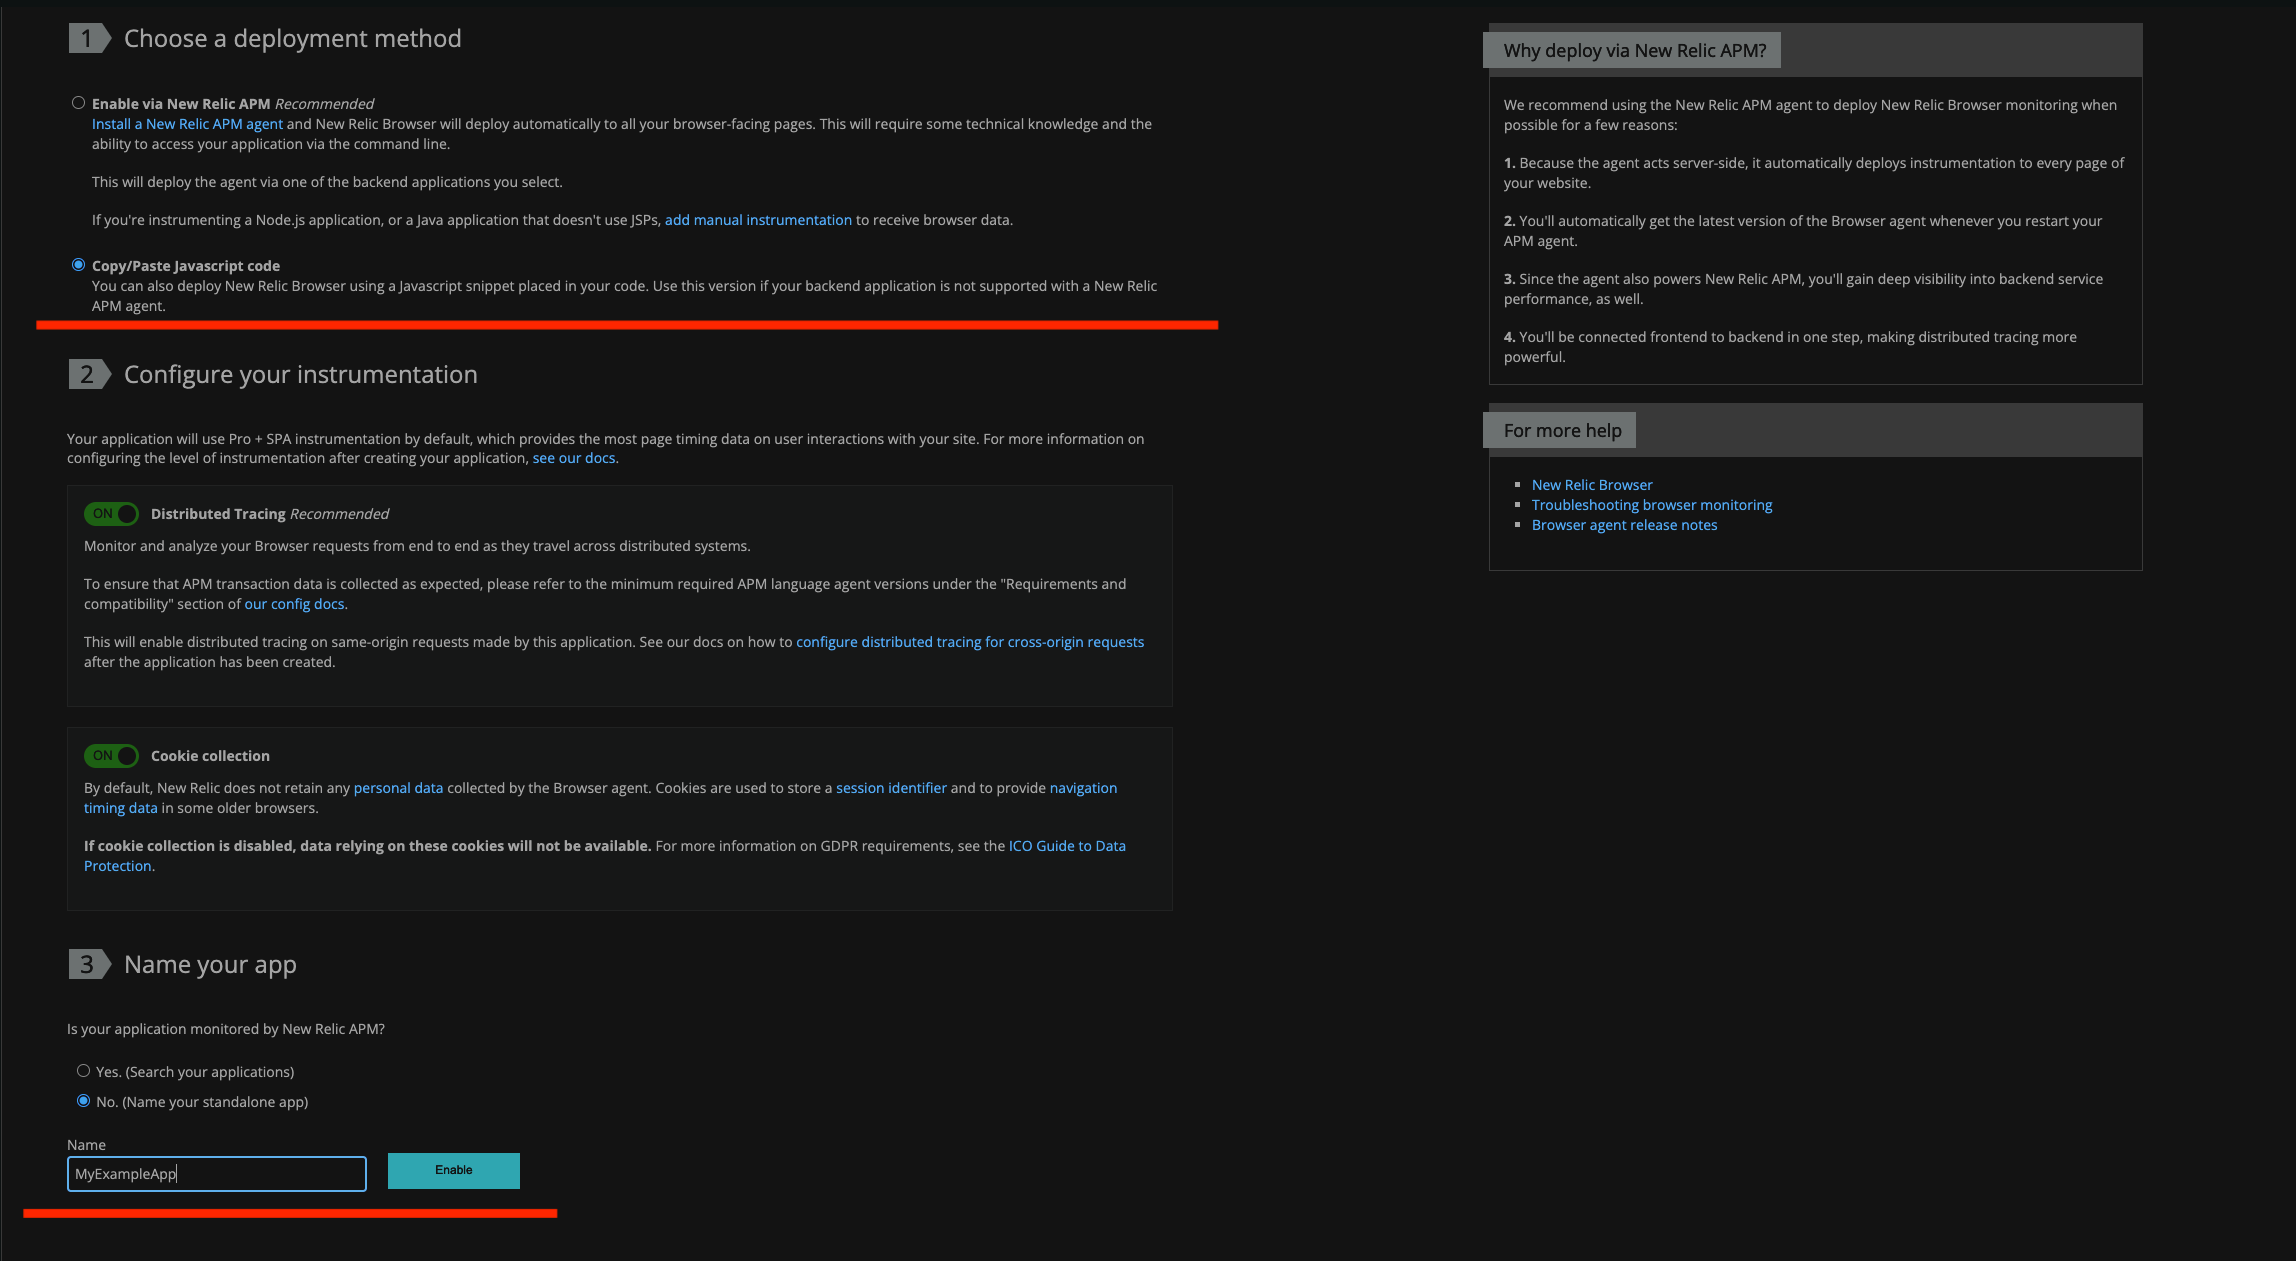 1 Choose a deployment method
Enable via New Relic APM Recommended
Install a New Relic APM agent and New Relic Browser will deploy automatically to all your browser-facing pages. This will require some technical knowledge and the
ability to access your application via the command line.
This will deploy the agent via one of the backend applications you select.
If you're instrumenting a Node.js application, or a Java application that doesn't use JSPs, add manual instrumentation to receive browser data.
Copy/Paste Javascript code
You can also deploy New Relic Browser using a Javascript snippet placed in your code. Use this version if your backend application is not supported with a New Relic
APM agent.
2 Configure your instrumentation
Your application will use Pro + SPA instrumentation by default, which provides the most page timing data on user interactions with your site. For more information on
configuring the level of instrumentation after creating your application, see our docs.
ON Distributed Tracing Recommended
Monitor and analyze your Browser requests from end to end as they travel across distributed systems.
To ensure that APM transaction data is collected as expected, please refer to the minimum required APM language agent versions under the "Requirements and
compatibility" section of our config docs.
This will enable distributed tracing on same-origin requests made by this application. See our docs on how to configure distributed tracing for cross-origin requests
after the application has been created.
ON Cookie collection
By default, New Relic does not retain any personal data collected by the Browser agent. Cookies are used to store a session identifier and to provide navigation
timing data in some older browsers.
If cookie collection is disabled, data relying on these cookies will not be available. For more information on GDPR requirements, see the ICO Guide to Data
Protection.
3 Name your app
Is your application monitored by New Relic APM?
Yes. (Search your applications)
No. (Name your standalone app)
Name
MyExampleApp
Enable
Why deploy via New Relic APM?
We recommend using the New Relic APM agent to deploy New Relic Browser monitoring when
possible for a few reasons:
1. Because the agent acts server-side, it automatically deploys instrumentation to every page of
your website.
2. You'll automatically get the latest version of the Browser agent whenever you restart your
APM agent.
3. Since the agent also powers New Relic APM, you'll gain deep visibility into backend service
performance, as well.
4. You'll be connected frontend to backend in one step, making distributed tracing more
powerful.
For more help
New Relic Browser
Troubleshooting browser monitoring
Browser agent release notes